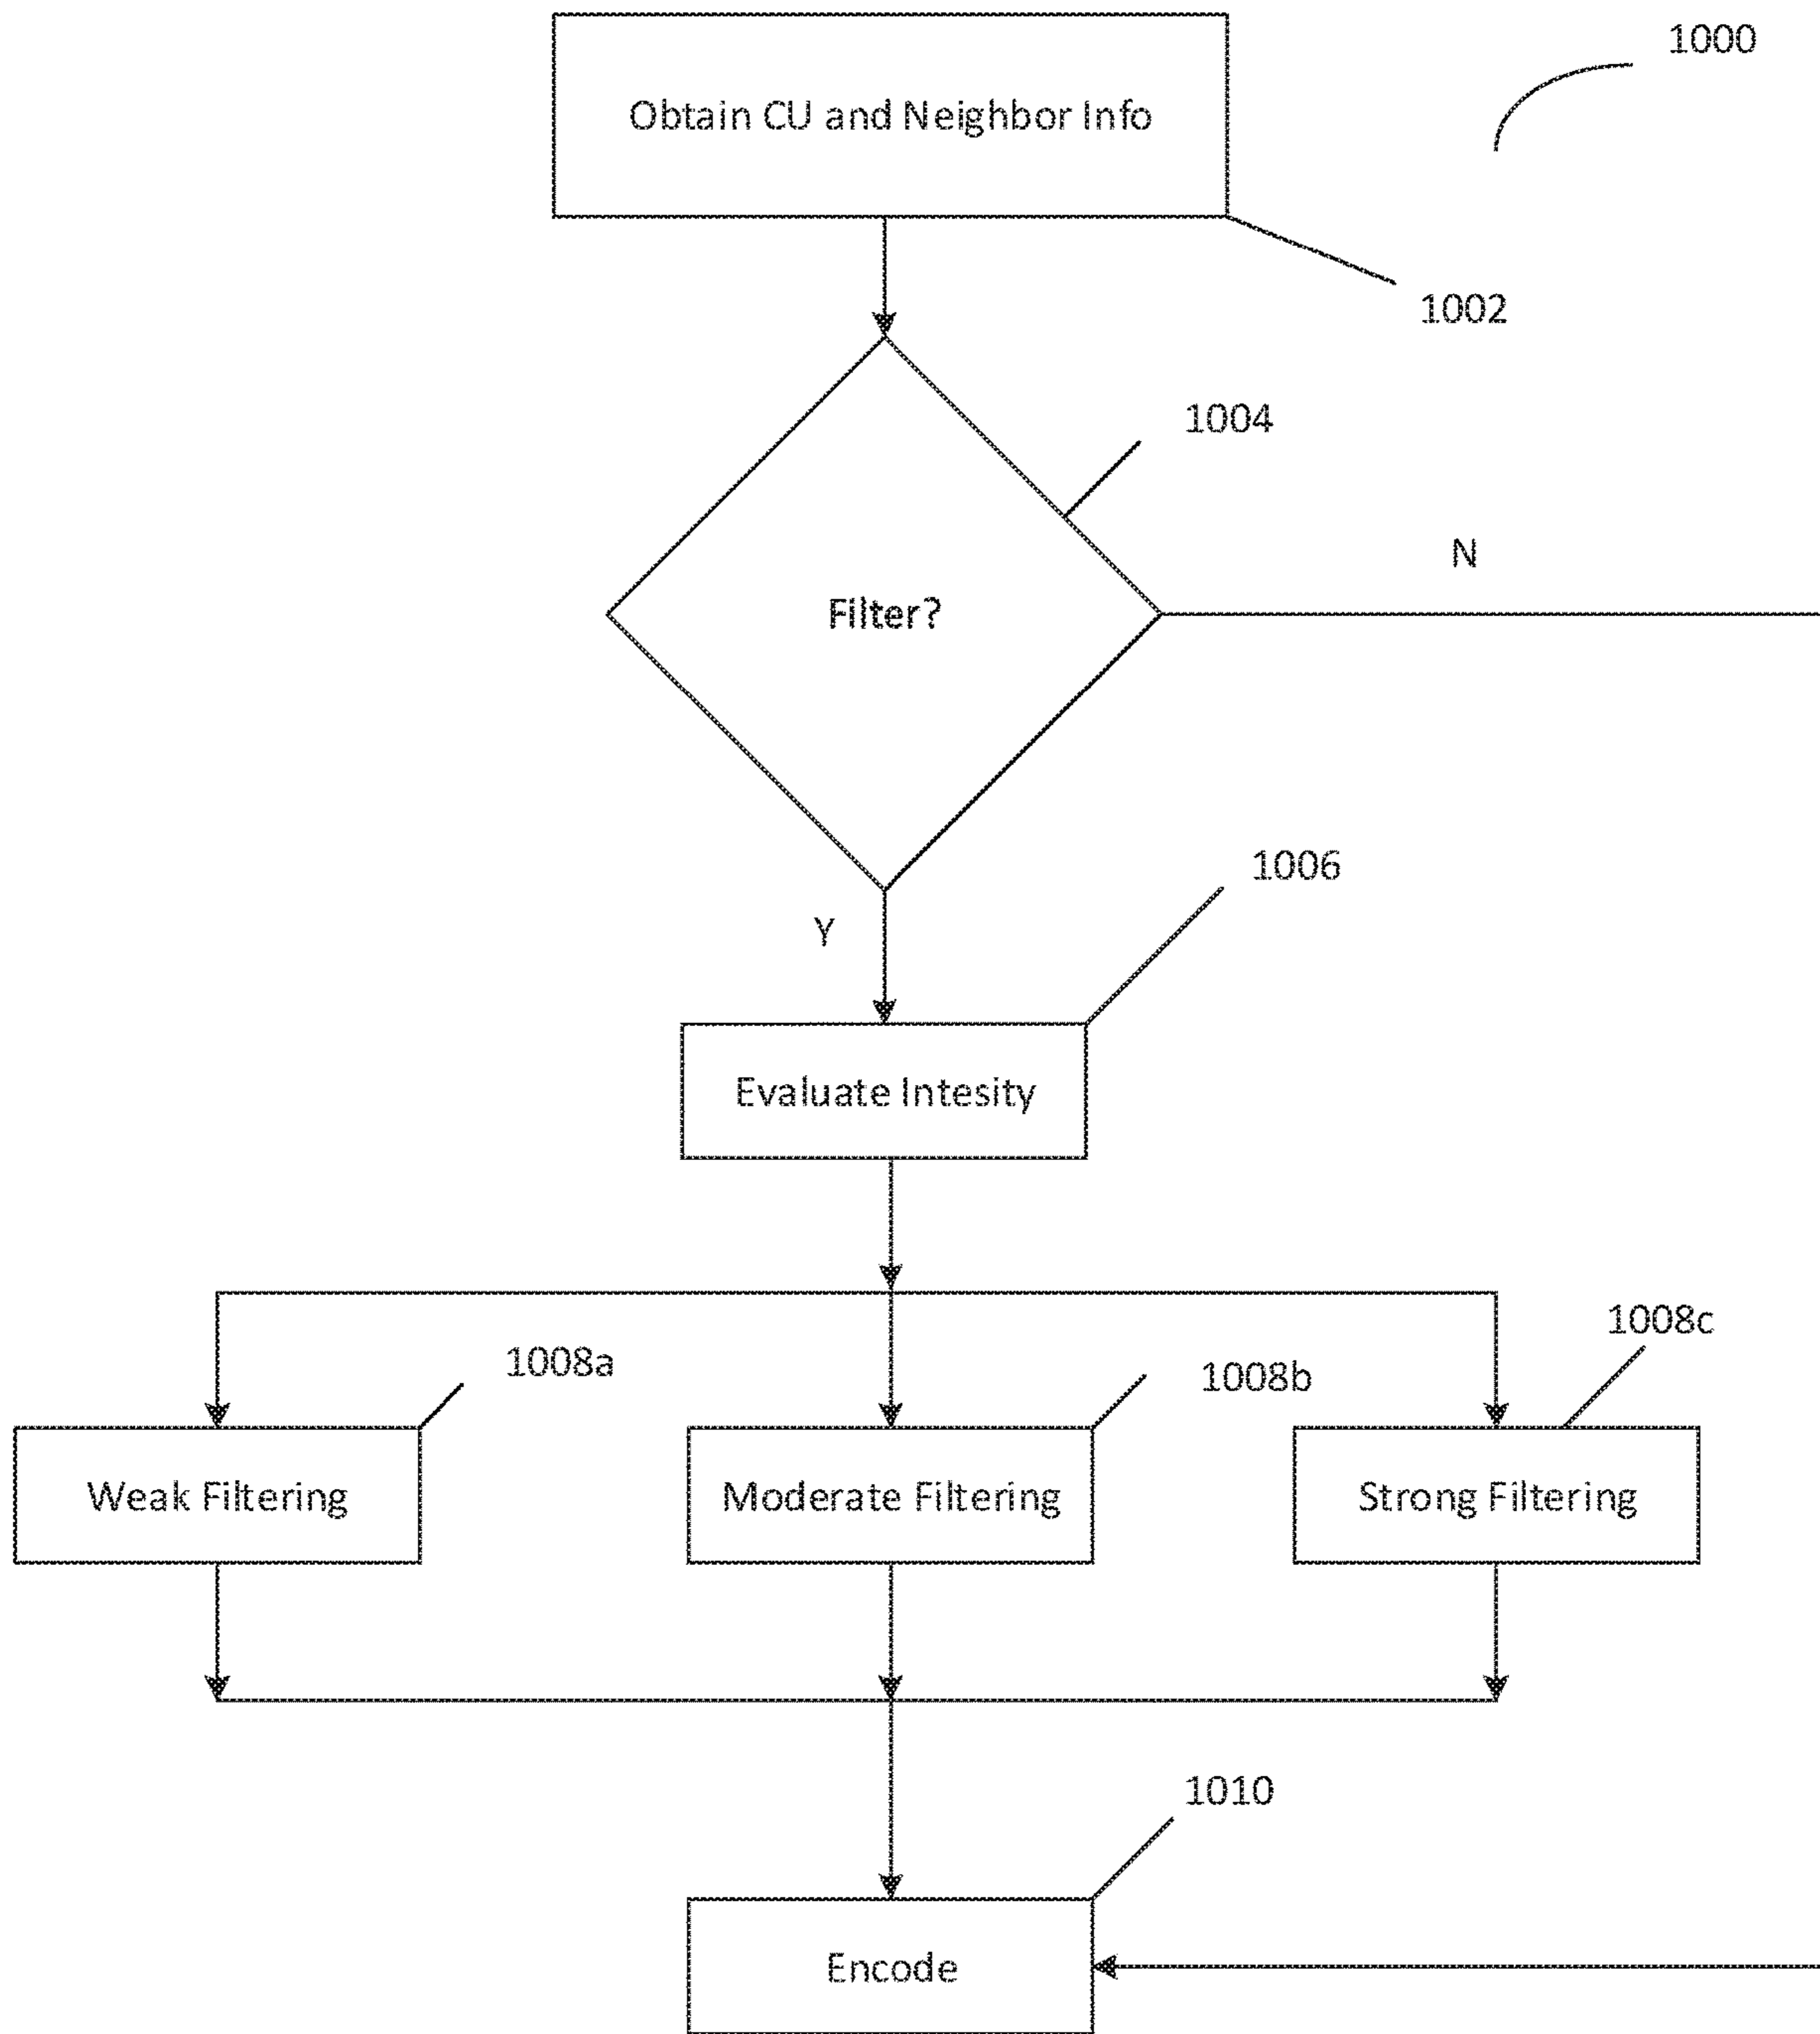 1000
Obtain CU and Neighbor Info
1002
1004
N
Filter?
1006
Y
Evaluate Intesity
1008c
1008a
1008b
Weak Filtering
Moderate Filtering
Strong Filtering
1010
Encode